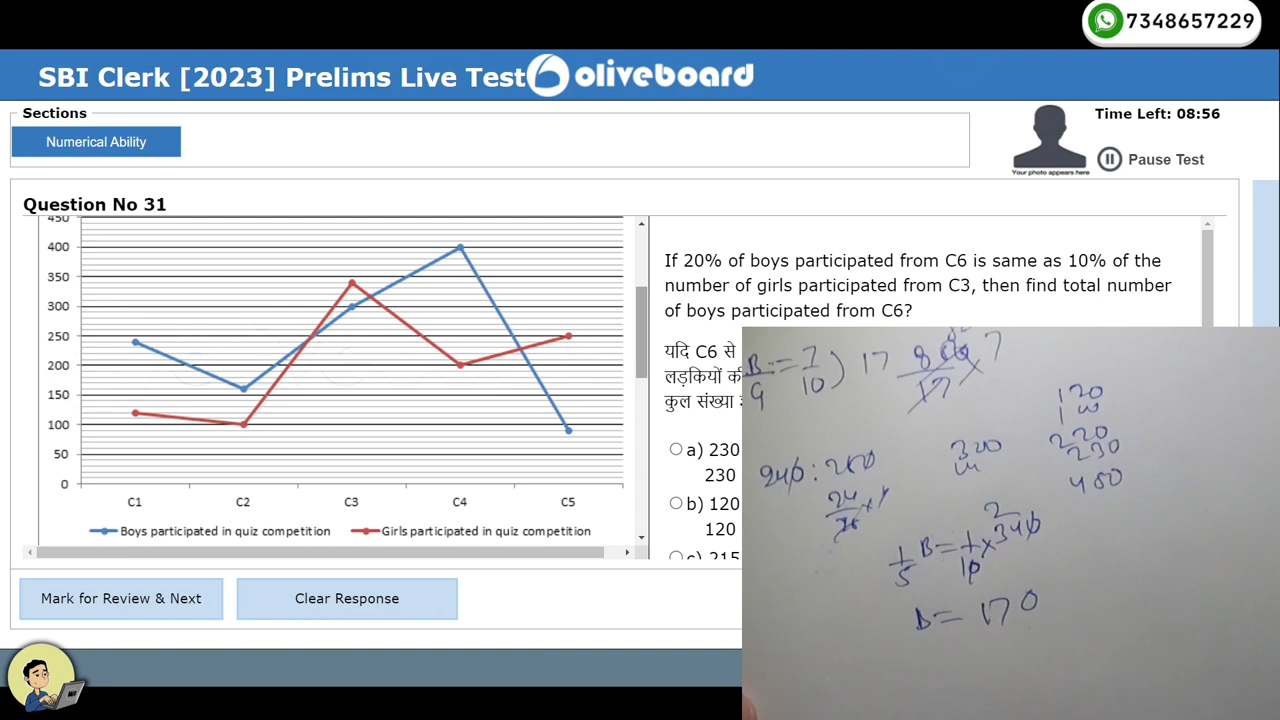 7348657229
SBI Clerk [2023] Prelims Live Test oliveboard
Sections
Numerical Ability
Time Left: 08:56
Your photo appears here
Pause Test
Question No 31
450
400
350
300
250
200
150
100
50
0
C1 C2 C3 C4 C5
Boys participated in quiz competition Girls participated in quiz competition
If 20% of boys participated from C6 is same as 10% of the
number of girls participated from C3, then find total number
of boys participated from C6?
यदि C6 से
लड़कियों की
कुल संख्या
a) 230
230
b) 120
120
c) 215
Mark for Review & Next
Clear Response
120
220
230
450
300
1/5 B = 1/10 x 340
2
B = 170